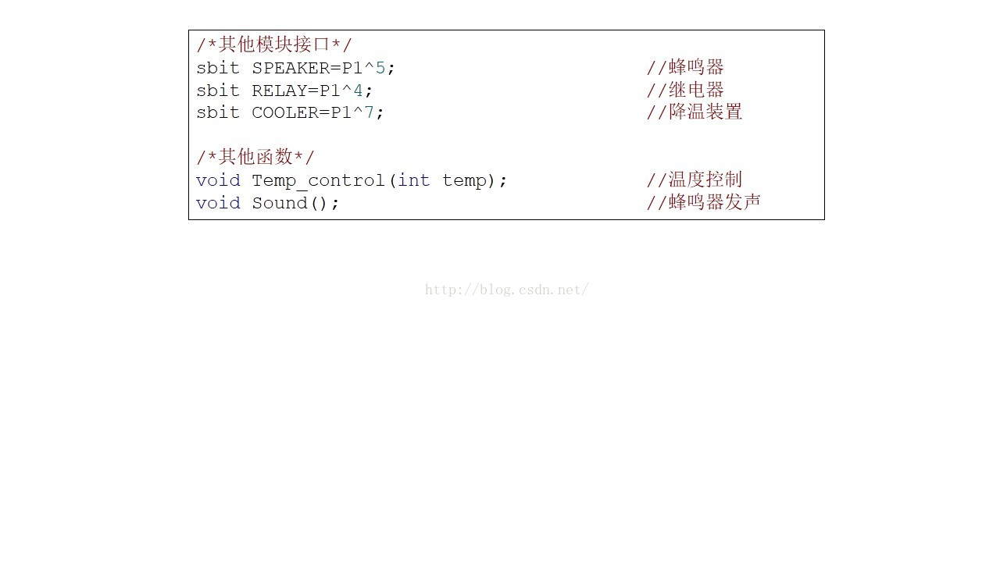 /*其他模块接口*/
sbit SPEAKER=P1^5; //蜂鸣器
sbit RELAY=P1^4; //继电器
sbit COOLER=P1^7; //降温装置
/*其他函数*/
void Temp_control(int temp); //温度控制
void Sound(); //蜂鸣器发声
http://blog.csdn.net/